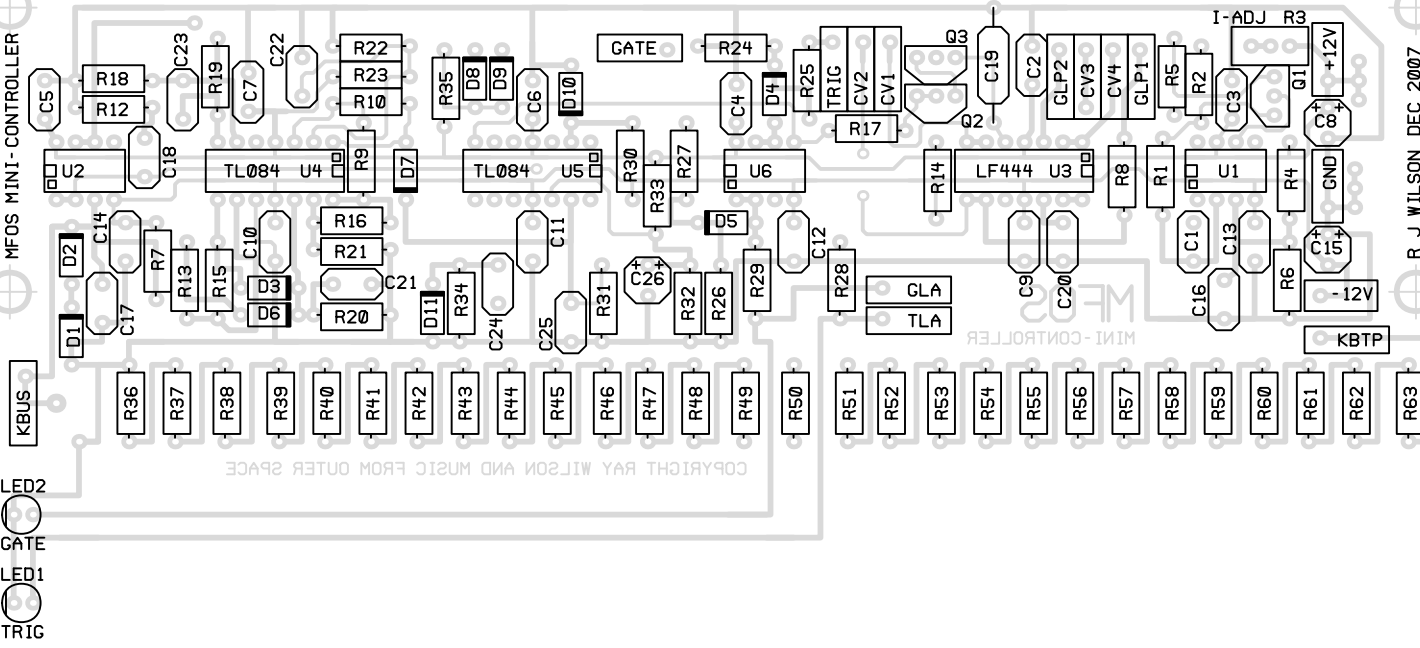 MFOS MINI-CONTROLLER
R J WILSON DEC 2007
C5
R18
R12
C23
R19
C7
C22
R22
R23
R10
R35
D8
D9
C6
D10
GATE
R24
C4
D4
R25
TRIG
CV2
CV1
R17
Q3
Q2
C19
C2
GLP2
CV3
CV4
GLP1
R5
R2
C3
I-ADJ R3
Q1
+12V
C8
U2
C18
TL084 U4
R9
D7
TL084 U5
R30
R33
R27
U6
R14
LF444 U3
R8
R1
U1
R4
GND
D2
C14
R7
R13
R15
C10
R16
R21
C11
D5
C12
C1
C13
C15
D1
C17
D3
D6
C21
R20
D11
R34
C24
C25
R31
C26
R32
R26
R29
R28
GLA
TLA
C9
C20
MFOS
MINI-CONTROLLER
C16
R6
-12V
KBTP
KBUS
R36
R37
R38
R39
R40
R41
R42
R43
R44
R45
R46
R47
R48
R49
R50
R51
R52
R53
R54
R55
R56
R57
R58
R59
R60
R61
R62
R63
COPYRIGHT RAY WILSON AND MUSIC FROM OUTER SPACE
LED2
GATE
LED1
TRIG